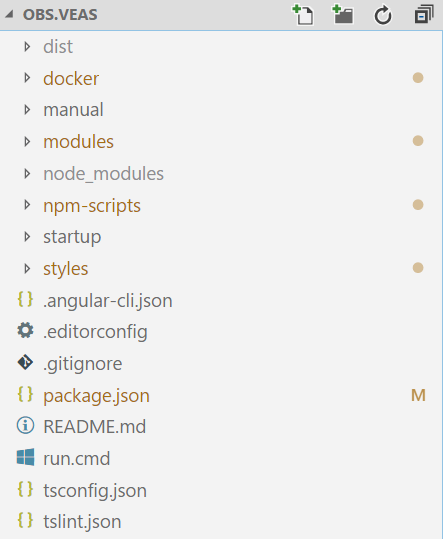 OBS.VEAS
dist
docker
manual
modules
node_modules
npm-scripts
startup
styles
{ } .angular-cli.json
.editorconfig
.gitignore
{ } package.json M
README.md
run.cmd
{ } tsconfig.json
{ } tslint.json